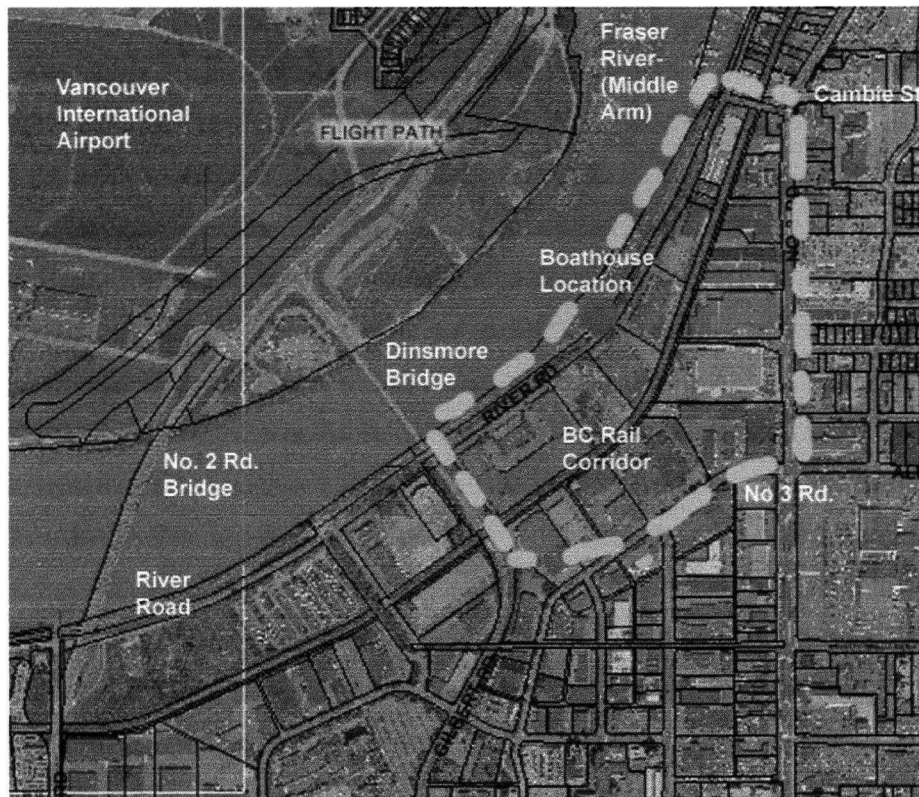 Fraser
River-
(Middle
Arm)
Vancouver
International
Airport
Cambie St
FLIGHT PATH
Boathouse
Location
Dinsmore
Bridge
RIVER RD
BC Rail
Corridor
No. 2 Rd.
Bridge
No 3 Rd.
River
Road